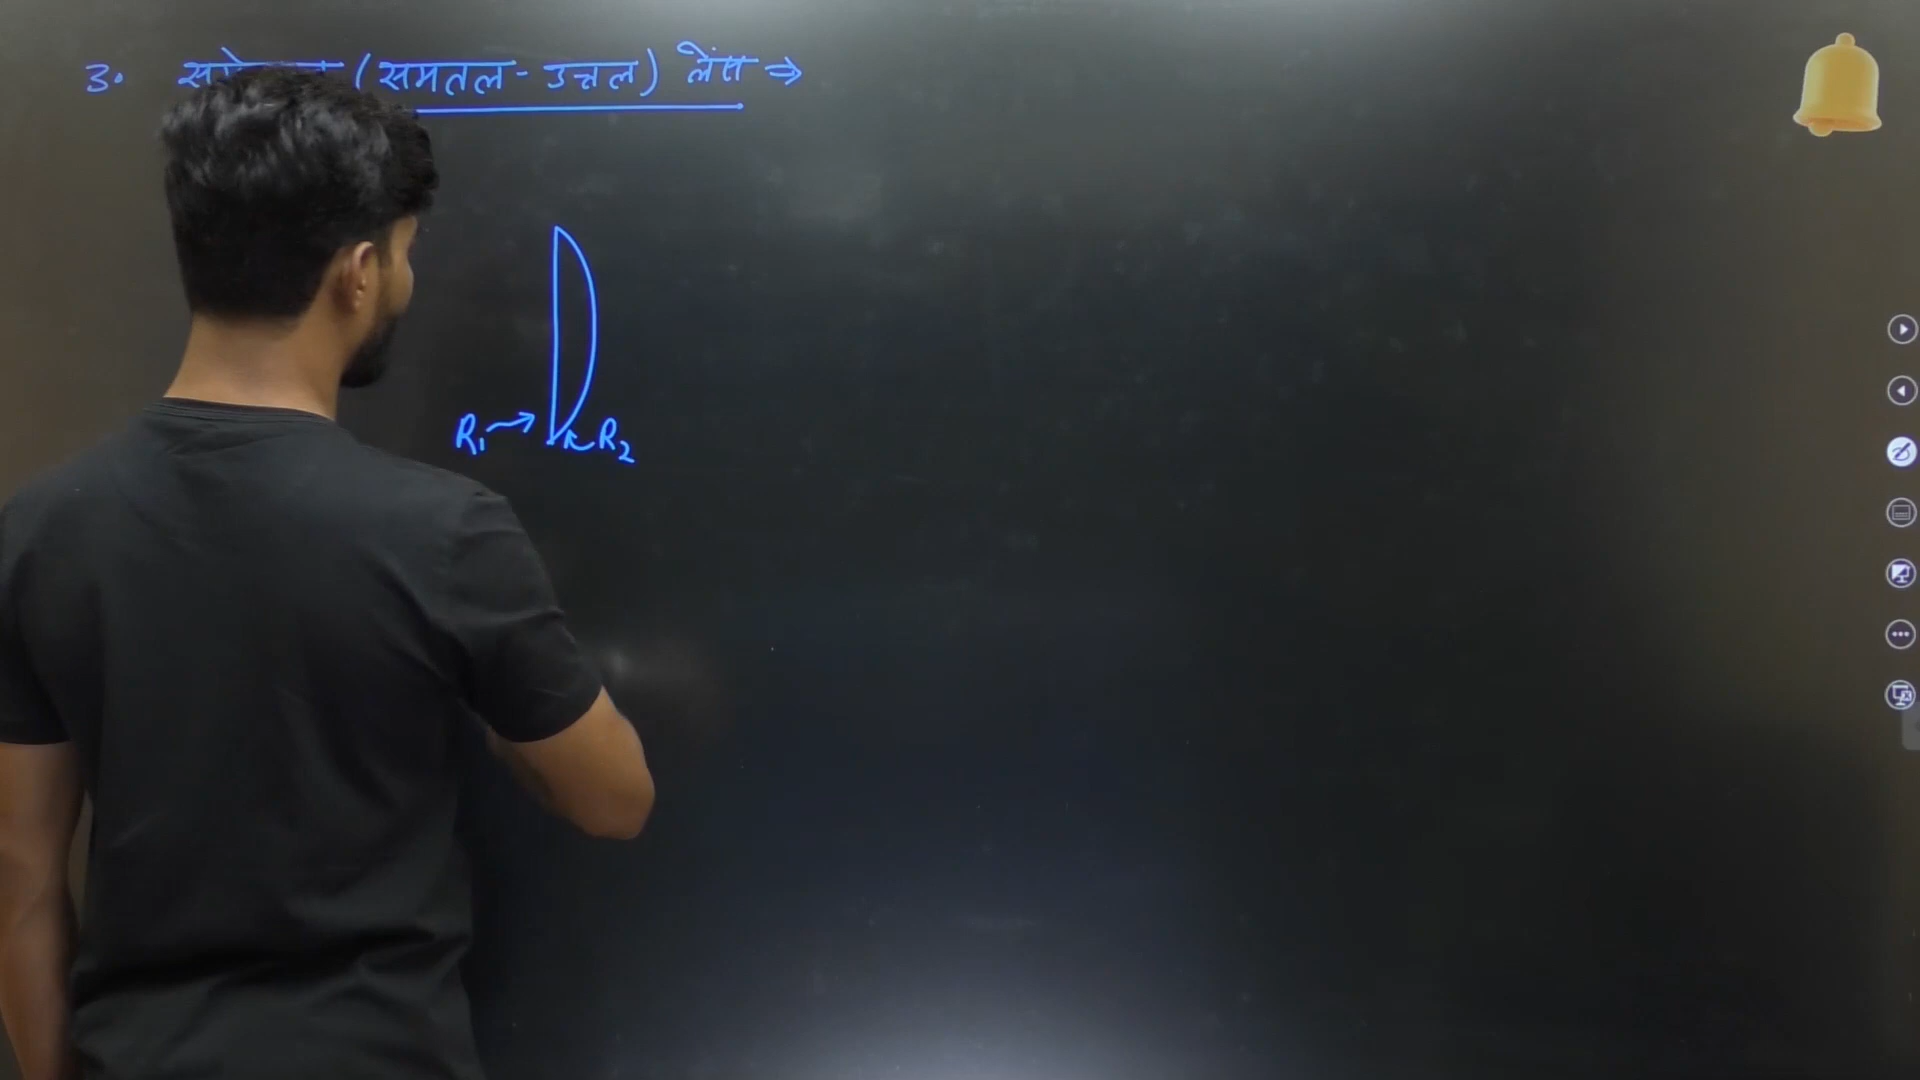 3. (समतल - उत्तल) लेंस ⇒
R₁ → ← R₂